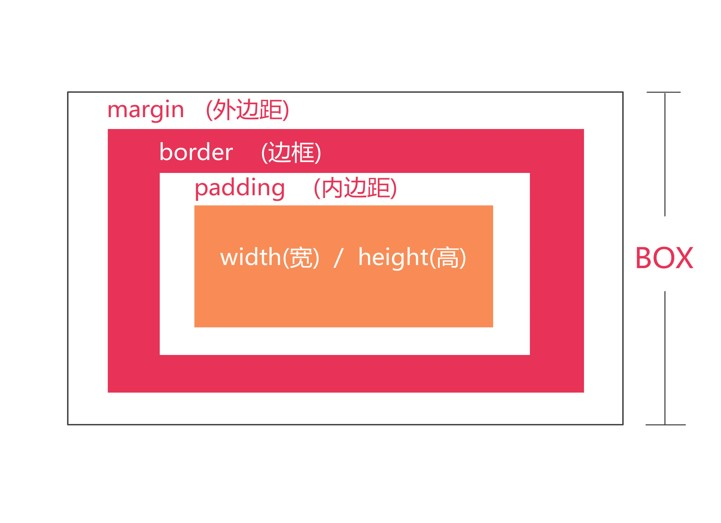 margin (外边距)
border (边框)
padding (内边距)
width(宽) / height(高)
BOX